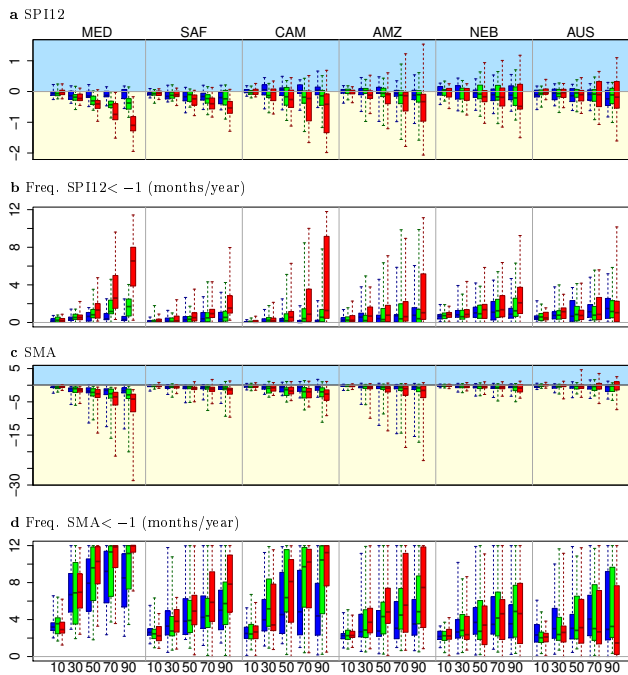 a SPI12
MED SAF CAM AMZ NEB AUS
1
0
−1
−2
b Freq. SPI12< −1 (months/year)
12
8
4
0
c SMA
5
−5
−15
−30
d Freq. SMA< −1 (months/year)
12
8
4
0
10 30 50 70 90 10 30 50 70 90 10 30 50 70 90 10 30 50 70 90 10 30 50 70 90 10 30 50 70 90